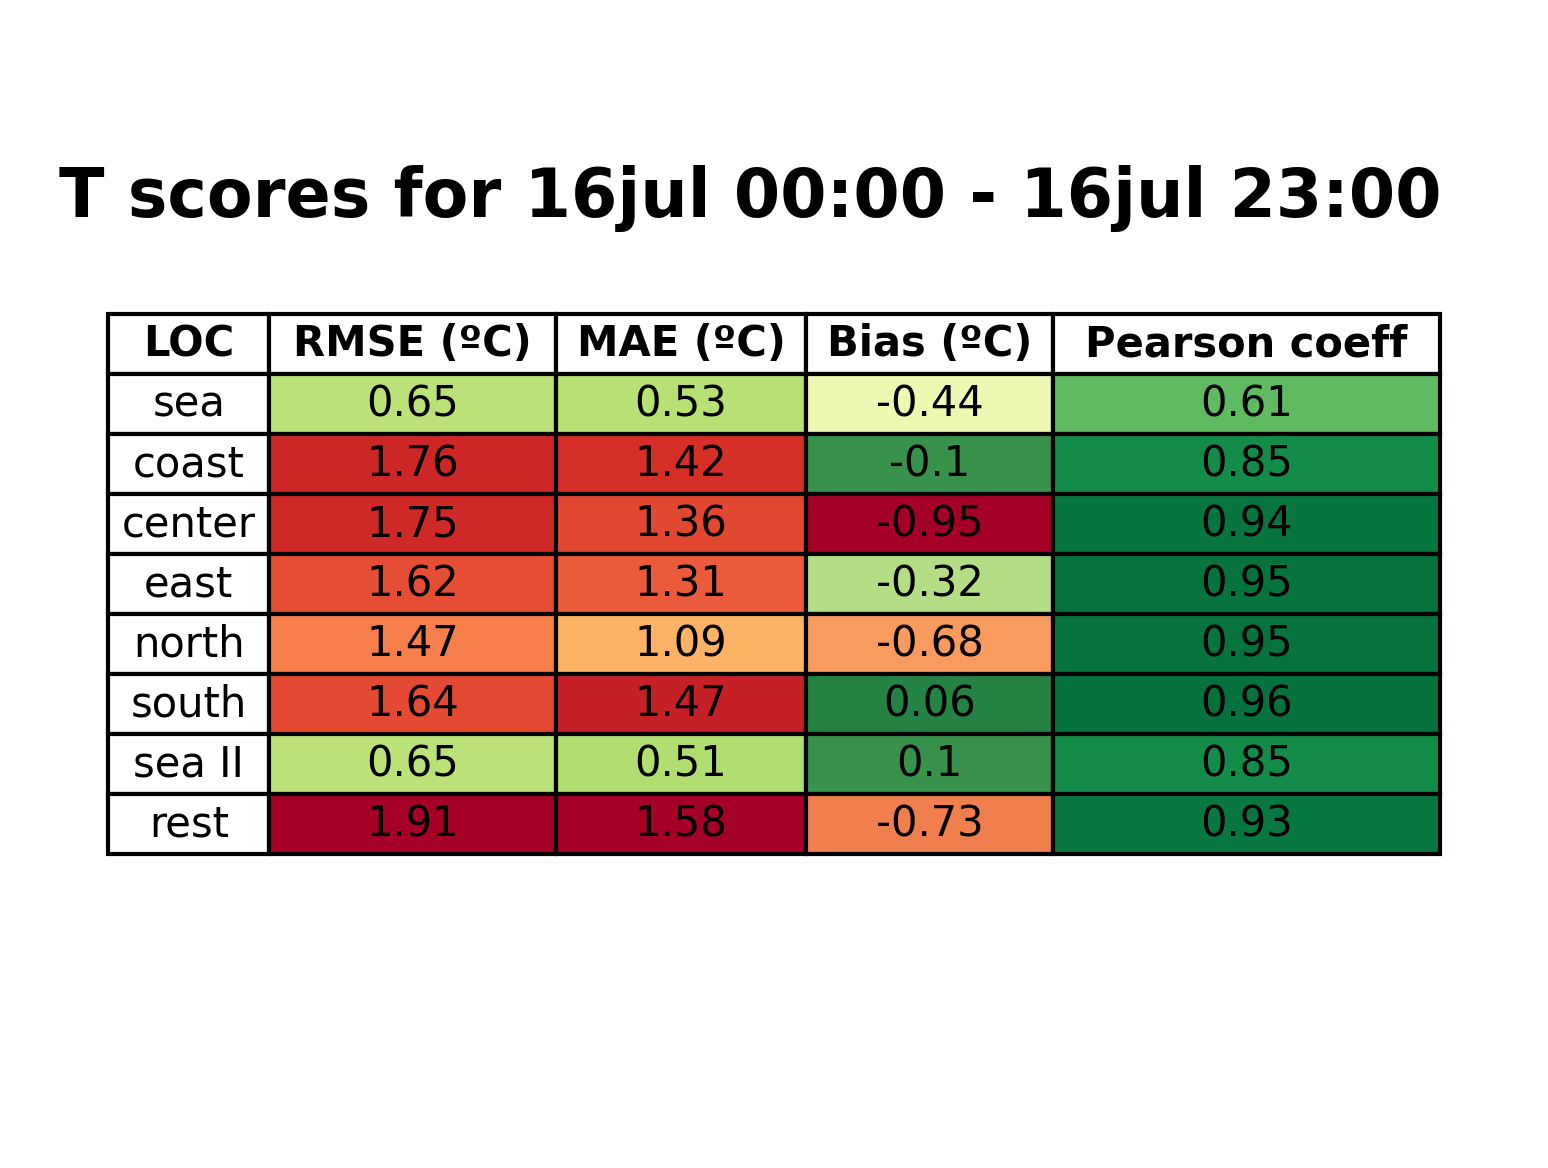 T scores for 16jul 00:00 - 16jul 23:00
LOC RMSE (ºC) MAE (ºC) Bias (ºC) Pearson coeff
sea 0.65 0.53 -0.44 0.61
coast 1.76 1.42 -0.1 0.85
center 1.75 1.36 -0.95 0.94
east 1.62 1.31 -0.32 0.95
north 1.47 1.09 -0.68 0.95
south 1.64 1.47 0.06 0.96
sea II 0.65 0.51 0.1 0.85
rest 1.91 1.58 -0.73 0.93